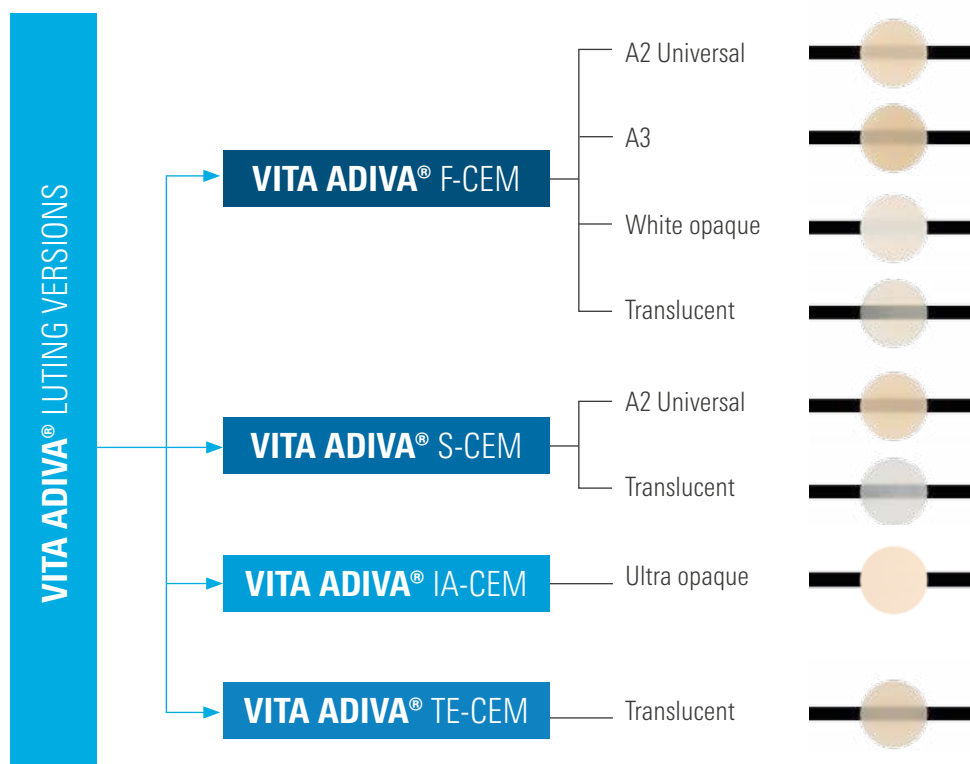 VITA ADIVA® LUTING VERSIONS
VITA ADIVA® F-CEM
A2 Universal
A3
White opaque
Translucent
VITA ADIVA® S-CEM
A2 Universal
Translucent
VITA ADIVA® IA-CEM
Ultra opaque
VITA ADIVA® TE-CEM
Translucent